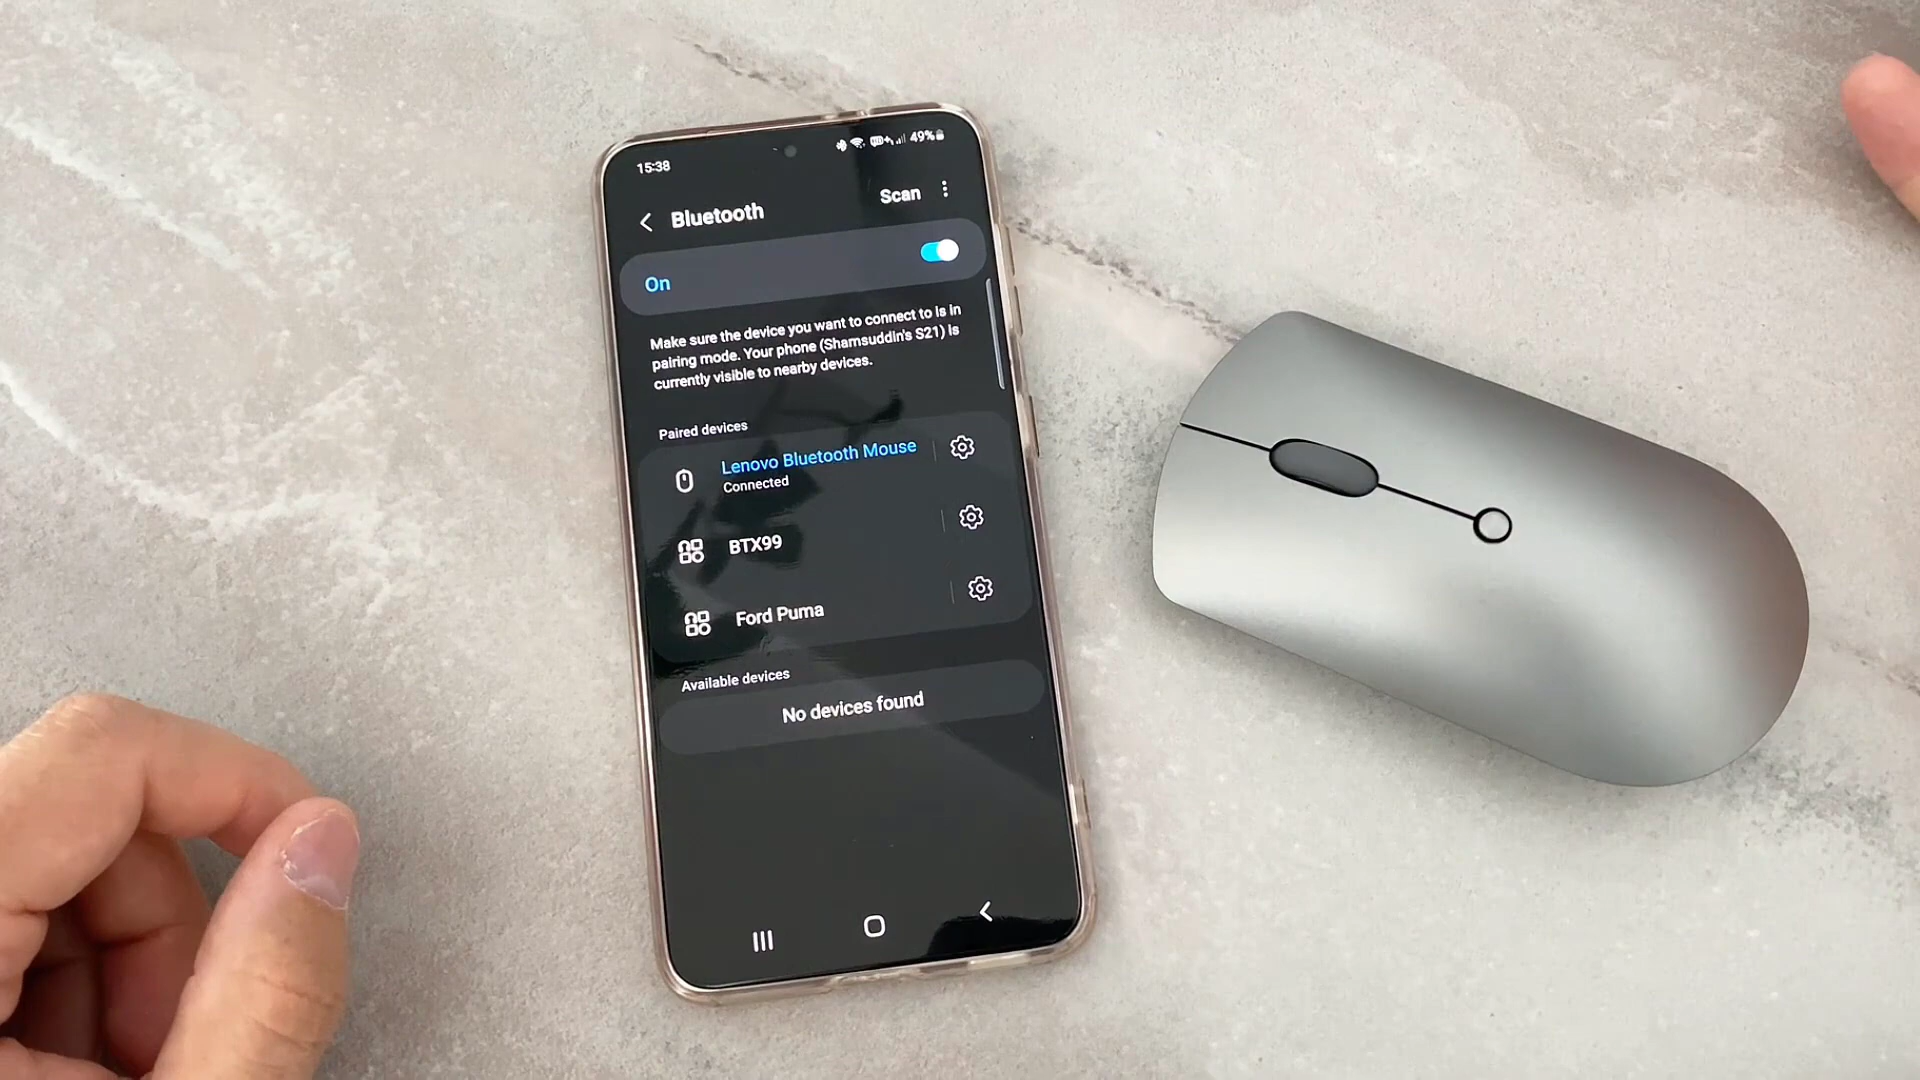 15:38
49%
Bluetooth
Scan
On
Make sure the device you want to connect to is in
pairing mode. Your phone (Shamsuddin's S21) is
currently visible to nearby devices.
Paired devices
Lenovo Bluetooth Mouse
Connected
BTX99
Ford Puma
Available devices
No devices found